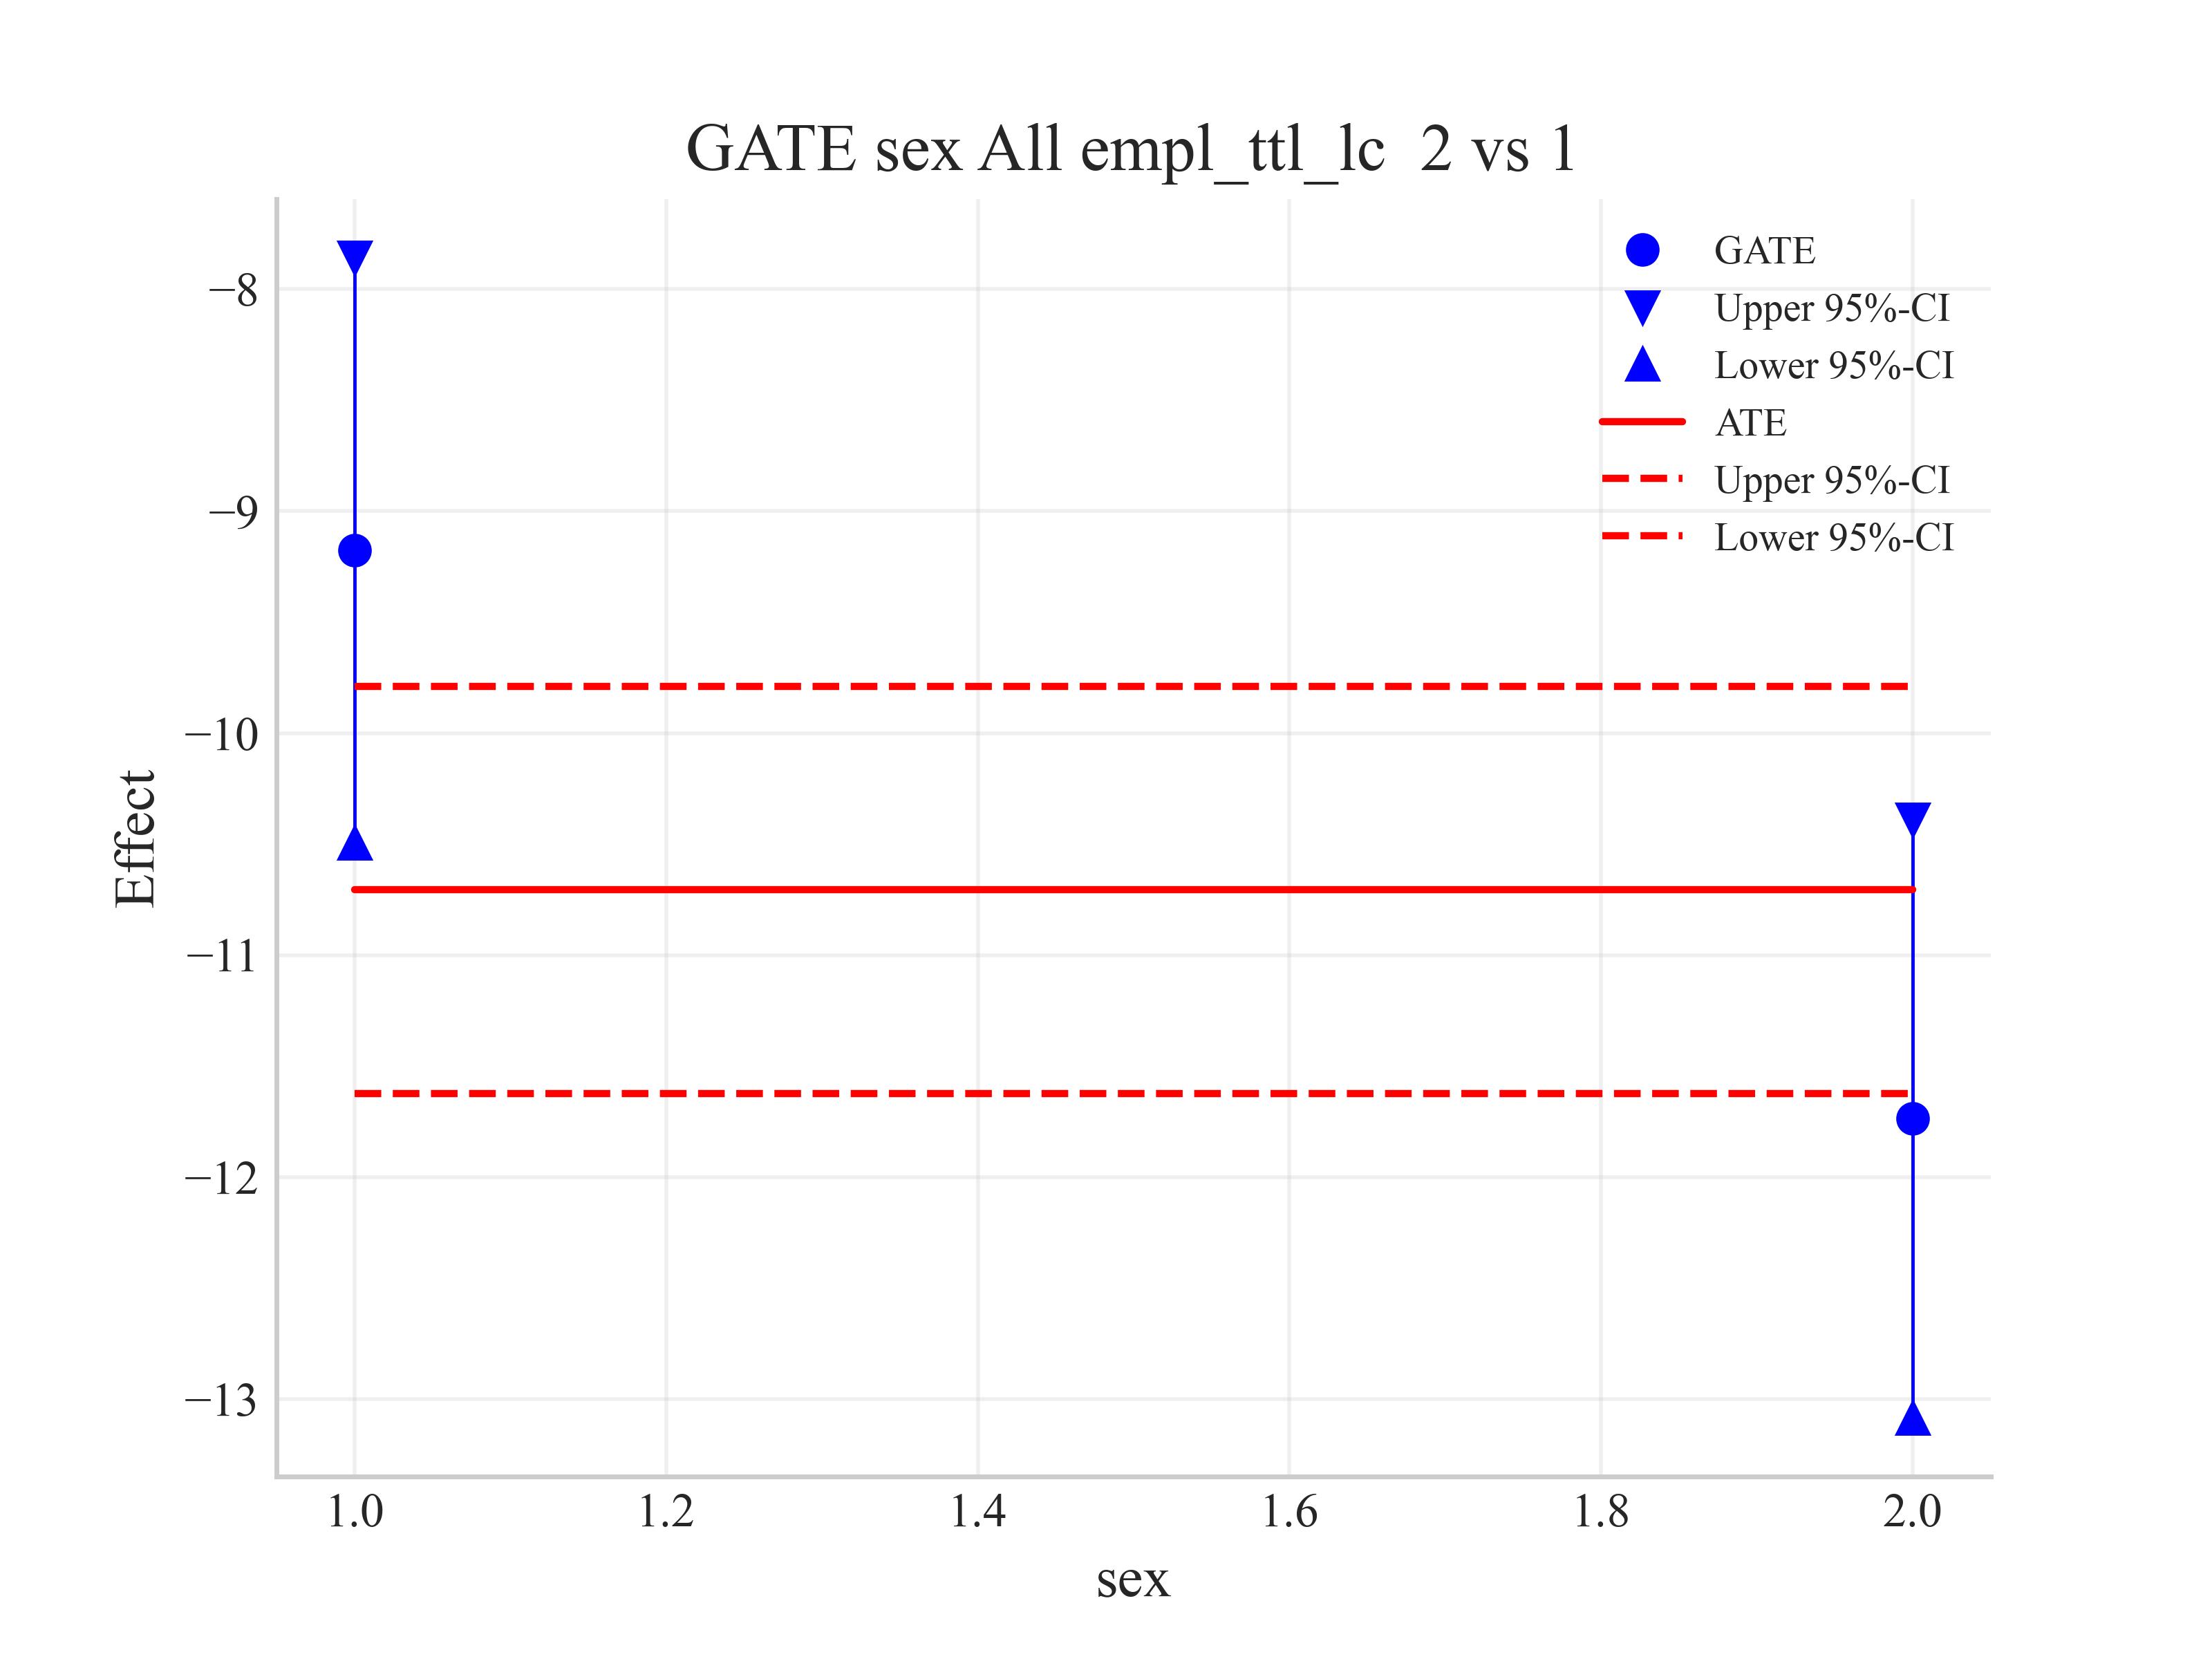 GATE sex All empl_ttl_lc  2 vs 1
GATE
Upper 95%-CI
Lower 95%-CI
ATE
Upper 95%-CI
Lower 95%-CI
Effect
−8
−9
−10
−11
−12
−13
1.0 1.2 1.4 1.6 1.8 2.0
sex